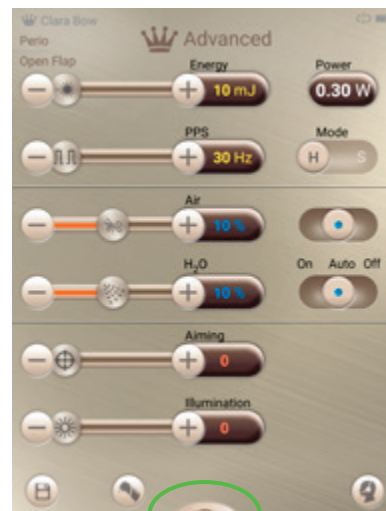 Clara Bow
Perio
Advanced
Open Flap
Energy
10 mJ
Power
0.30 W
PPS
30 Hz
Mode
H S
Air
10 %
H₂O
10 %
On Auto Off
Aiming
0
Illumination
0